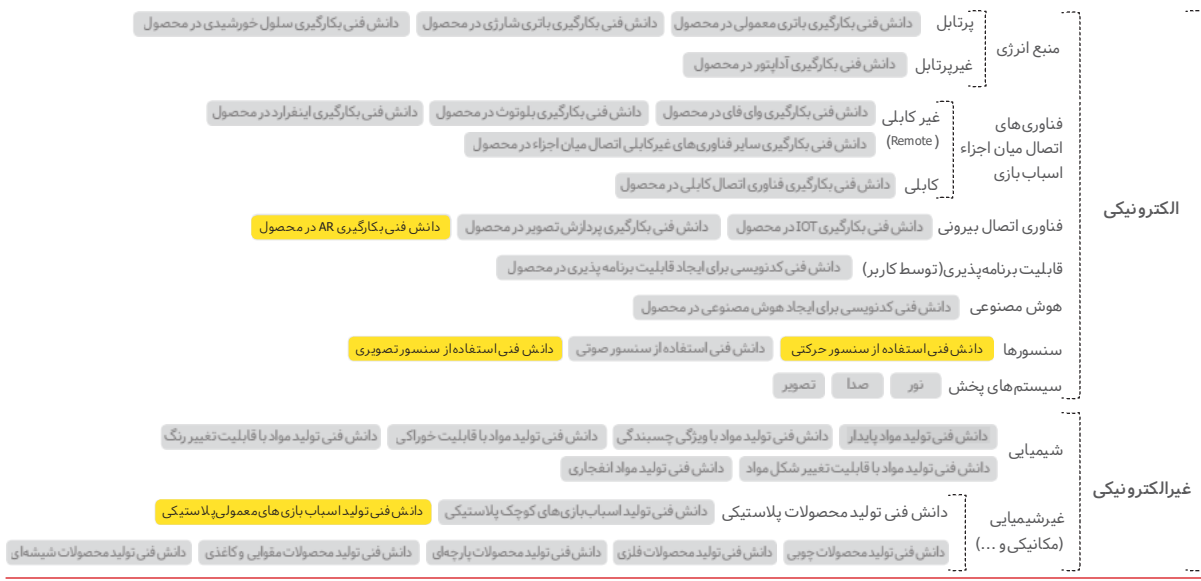 الکترونیکی
منبع انرژی
پرتابل دانش فنی بکارگیری باتری معمولی در محصول دانش فنی بکارگیری باتری شارژی در محصول دانش فنی بکارگیری سلول خورشیدی در محصول
غیرپرتابل دانش فنی بکارگیری آداپتور در محصول
فناوری‌های
اتصال میان اجزاء
اسباب بازی
غیر کابلی
(Remote)
دانش فنی بکارگیری وای فای در محصول دانش فنی بکارگیری بلوتوث در محصول دانش فنی بکارگیری اینفرارد در محصول
دانش فنی بکارگیری سایر فناوری‌های غیرکابلی اتصال میان اجزاء در محصول
کابلی دانش فنی بکارگیری فناوری اتصال کابلی در محصول
فناوری اتصال بیرونی دانش فنی بکارگیری IOT در محصول دانش فنی بکارگیری پردازش تصویر در محصول دانش فنی بکارگیری AR در محصول
قابلیت برنامه‌پذیری(توسط کاربر) دانش فنی کدنویسی برای ایجاد قابلیت برنامه پذیری در محصول
هوش مصنوعی دانش فنی کدنویسی برای ایجاد هوش مصنوعی در محصول
سنسورها دانش فنی استفاده از سنسور حرکتی دانش فنی استفاده از سنسور صوتی دانش فنی استفاده از سنسور تصویری
سیستم‌های پخش نور صدا تصویر
غیرالکترونیکی
شیمیایی
دانش فنی تولید مواد پایدار دانش فنی تولید مواد با ویژگی چسبندگی دانش فنی تولید مواد با قابلیت خوراکی دانش فنی تولید مواد با قابلیت تغییر رنگ
دانش فنی تولید مواد با قابلیت تغییر شکل مواد دانش فنی تولید مواد انفجاری
غیرشیمیایی
(مکانیکی و ...)
دانش فنی تولید محصولات پلاستیکی دانش فنی تولید اسباب‌بازی‌های کوچک پلاستیکی دانش فنی تولید اسباب بازی های معمولی پلاستیکی
دانش فنی تولید محصولات چوبی دانش فنی تولید محصولات فلزی دانش فنی تولید محصولات پارچه‌ای دانش فنی تولید محصولات مقوایی و کاغذی دانش فنی تولید محصولات شیشه‌ای